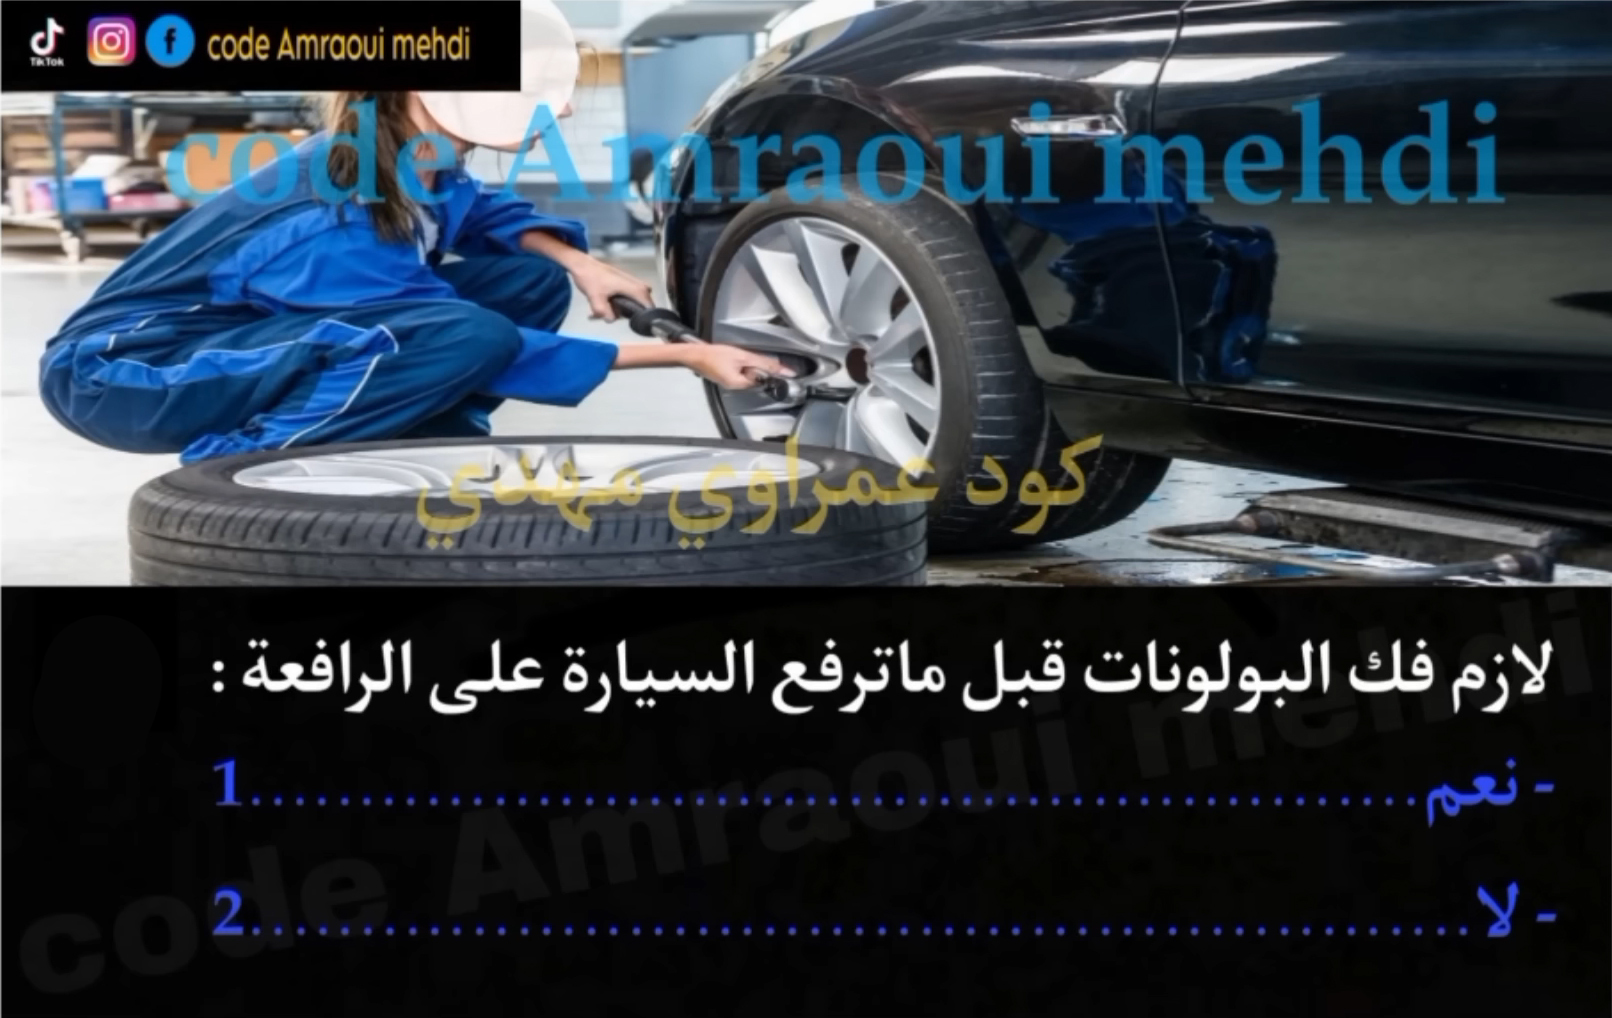 TikTok
code Amraoui mehdi
code Amraoui mehdi
كود عمراوي مهدي
لازم فك البولونات قبل ماترفع السيارة على الرافعة :
- نعم.......................................................1
- لا.........................................................2
code Amraoui mehdi